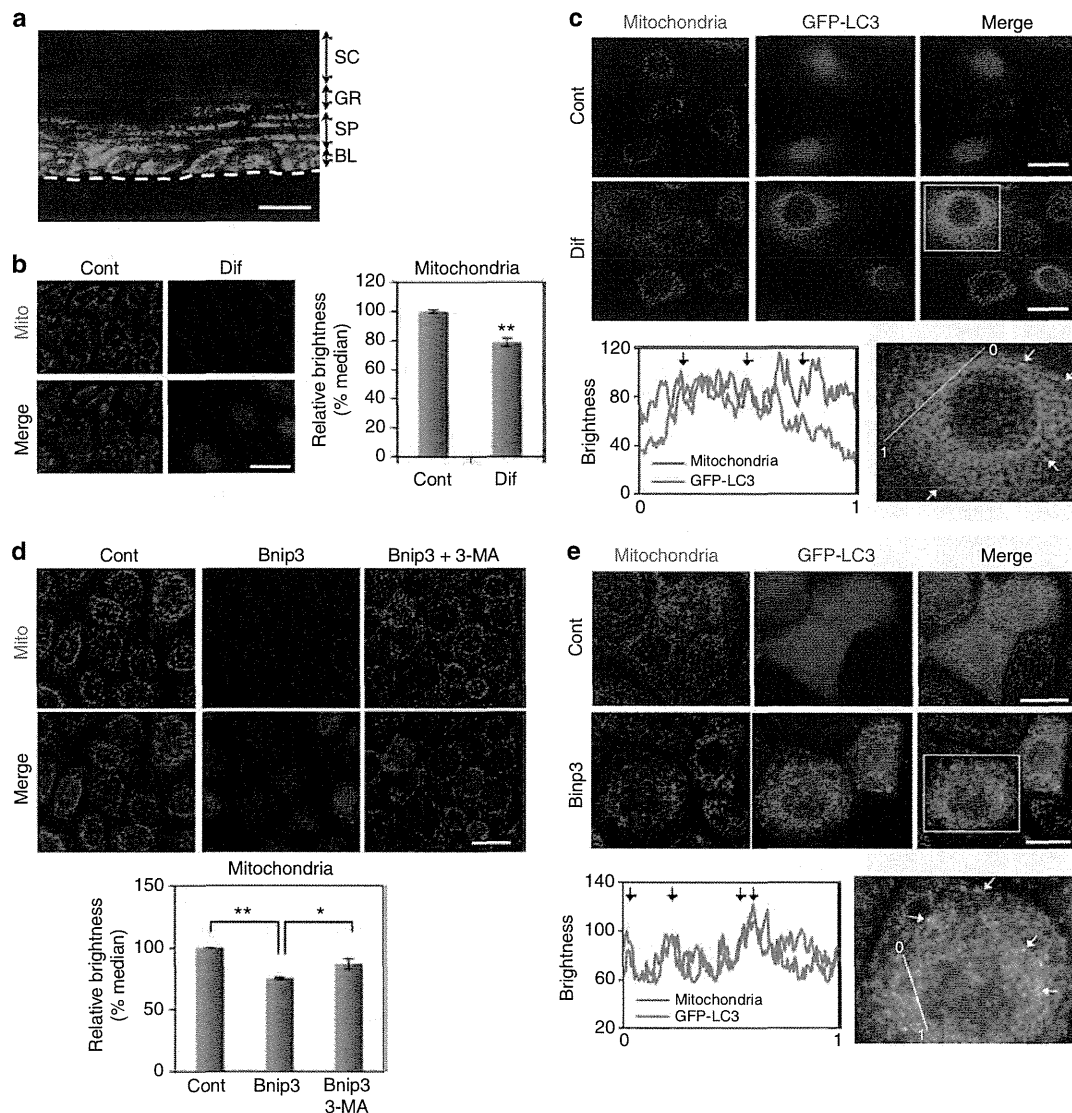 a
SC
GR
SP
BL
b
Cont Dif
Mito
Merge
Mitochondria
Relative brightness
(% median)
120
100
80
60
40
20
0
Cont Dif
**
c
Mitochondria GFP-LC3 Merge
Cont
Dif
Brightness
120
80
40
0
Mitochondria
GFP-LC3
0 1
0
1
d
Cont Bnip3 Bnip3 + 3-MA
Mito
Merge
Mitochondria
Relative brightness
(% median)
150
100
50
0
** *
Cont Bnip3 Bnip3
3-MA
e
Mitochondria GFP-LC3 Merge
Cont
Binp3
Brightness
140
100
60
20
Mitochondria
GFP-LC3
0 1
0
1